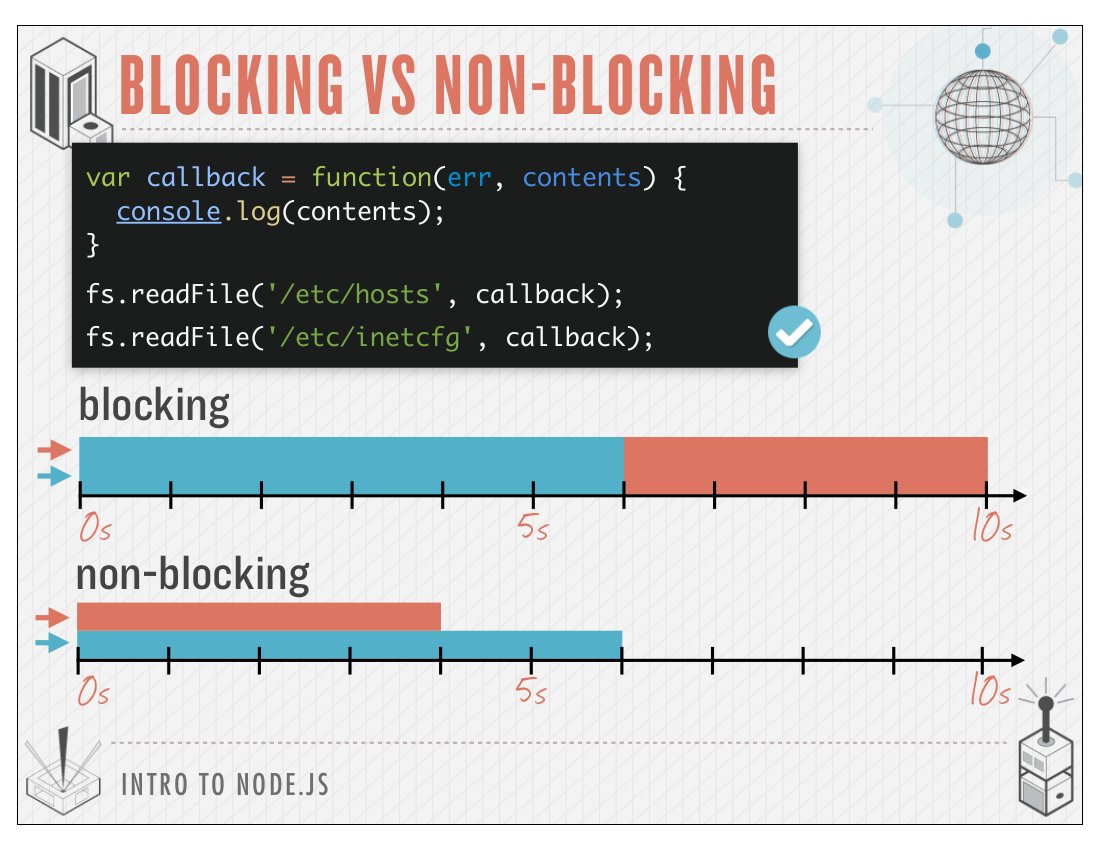 BLOCKING VS NON-BLOCKING
var callback = function(err, contents) {
  console.log(contents);
}
fs.readFile('/etc/hosts', callback);
fs.readFile('/etc/inetcfg', callback);
blocking
0s 5s 10s
non-blocking
0s 5s 10s
INTRO TO NODE.JS